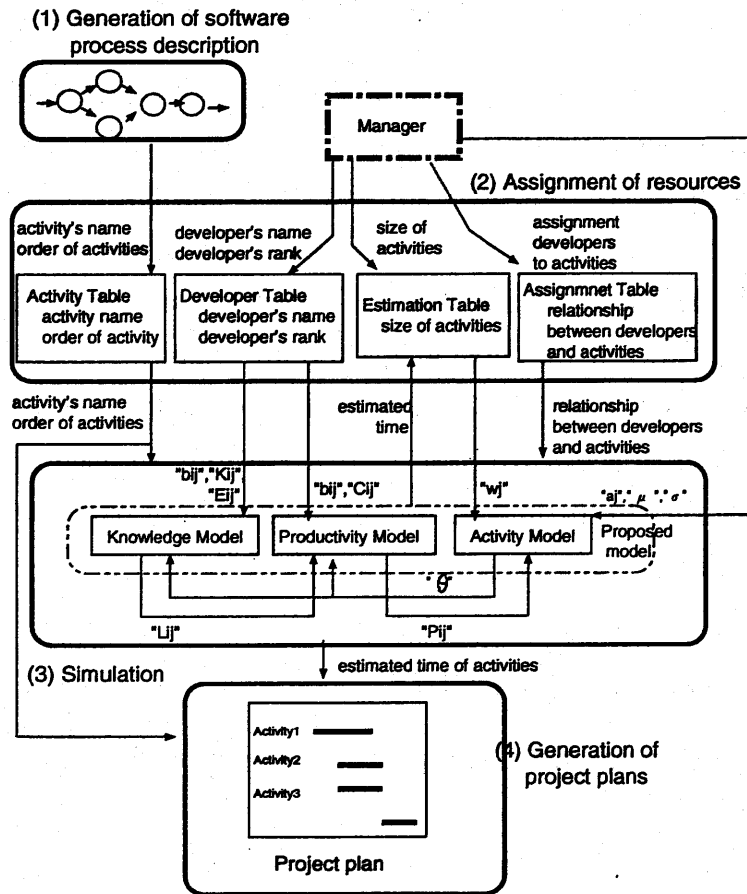 (1) Generation of software
process description
Manager
(2) Assignment of resources
activity's name
order of activities
developer's name
developer's rank
size of
activities
assignment
developers
to activities
Activity Table
activity name
order of activity
Developer Table
developer's name
developer's rank
Estimation Table
size of activities
Assignmnet Table
relationship
between developers
and activities
activity's name
order of activities
estimated
time
relationship
between developers
and activities
"bij","Kij"
"Eij"
"bij","Cij"
"wj"
"aj"," μ ","σ"
Knowledge Model
Productivity Model
Activity Model
Proposed
model
"θ"
"Lij"
"Pij"
(3) Simulation
estimated time of activities
Activity1
Activity2
Activity3
(4) Generation of
project plans
Project plan